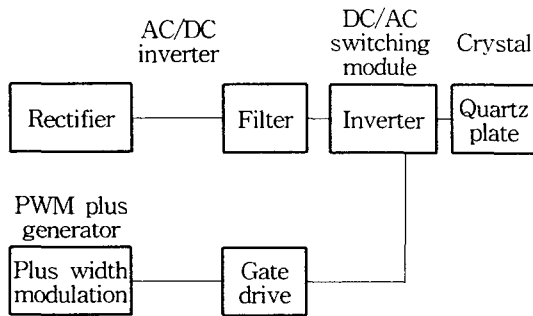 AC/DC
inverter
DC/AC
switching
module
Crystal
Rectifier
Filter
Inverter
Quartz
plate
PWM plus
generator
Plus width
modulation
Gate
drive